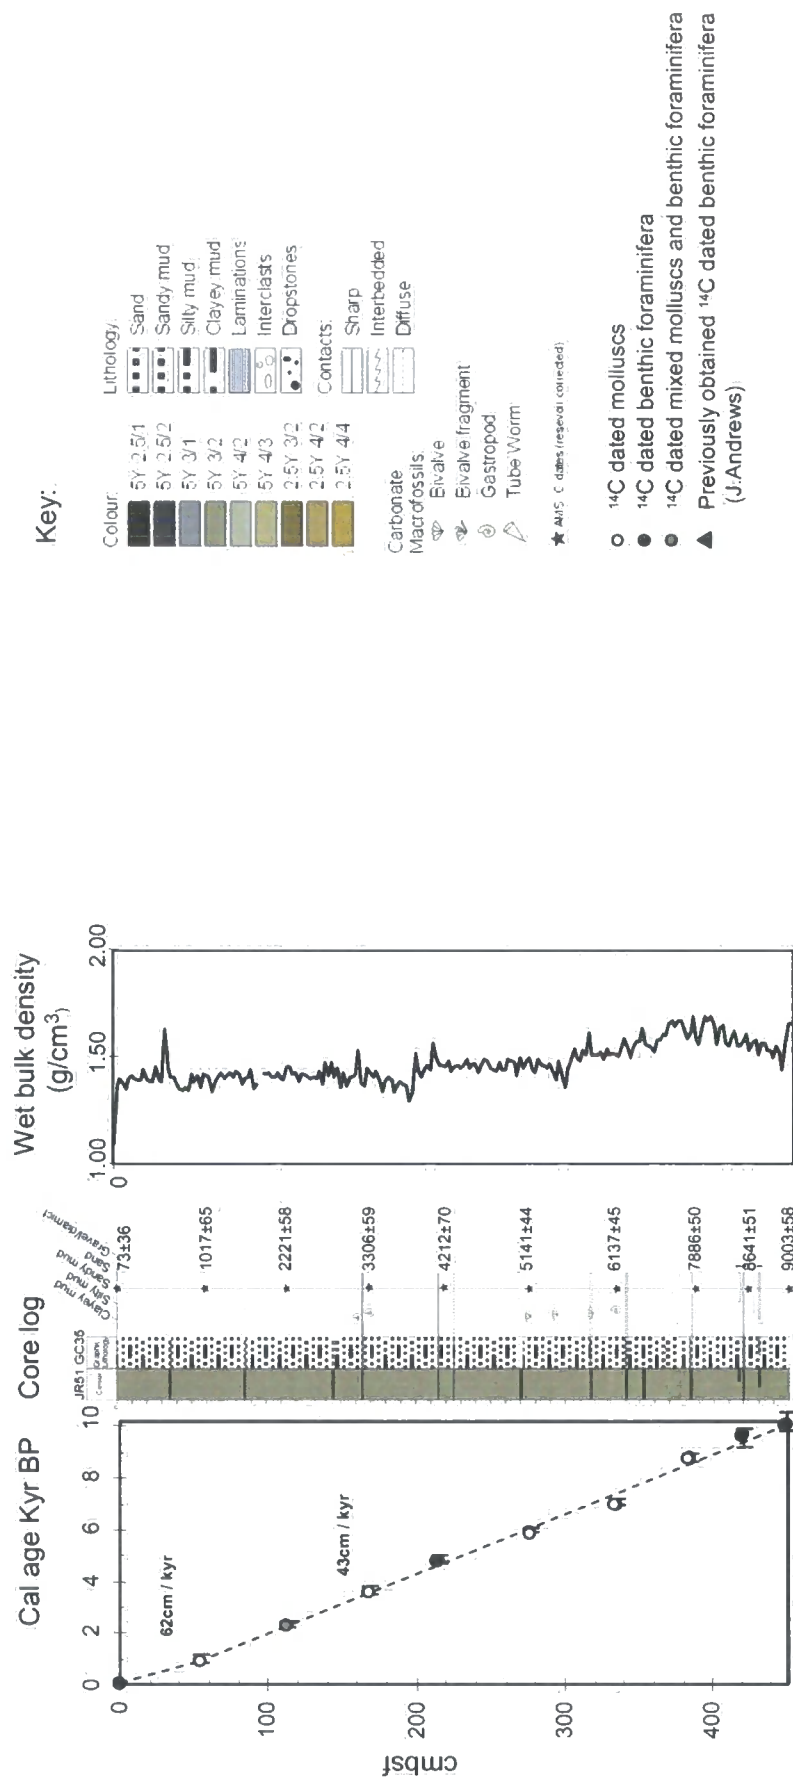 Cal age Kyr BP
0
2
4
6
8
10
0
100
200
300
400
cmbsf
62cm / kyr
43cm / kyr
Core log
JR51 GC35
Clayey mud
Silty mud
Sandy mud
Sand
73±36
1017±65
2221±58
3306±59
4212±70
5141±44
6137±45
7886±50
8641±51
9003±58
Wet bulk density
(g/cm³)
1.00
1.50
2.00
0
Key:
Colour:
5Y 2.5/1
5Y 2.5/2
5Y 3/1
5Y 3/2
5Y 4/2
5Y 4/3
2.5Y 3/2
2.5Y 4/2
2.5Y 4/4
Lithology:
Sand
Sandy mud
Silty mud
Clayey mud
Laminations
Interclasts
Dropstones
Contacts:
Sharp
Interbedded
Diffuse
Carbonate
Macrofossils:
Bivalve
Bivalve fragment
Gastropod
Tube Worm
¹⁴C dated molluscs
¹⁴C dated benthic foraminifera
¹⁴C dated mixed molluscs and benthic foraminifera
Previously obtained ¹⁴C dated benthic foraminifera
(J.Andrews)